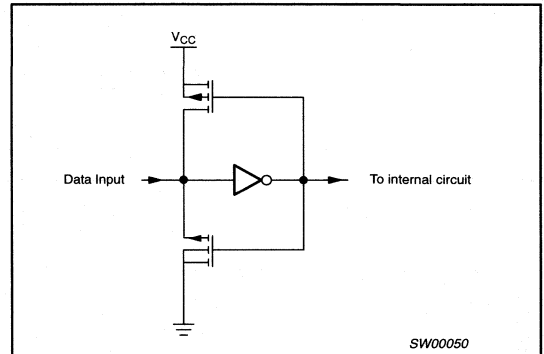 VCC
Data Input
To internal circuit
SW00050